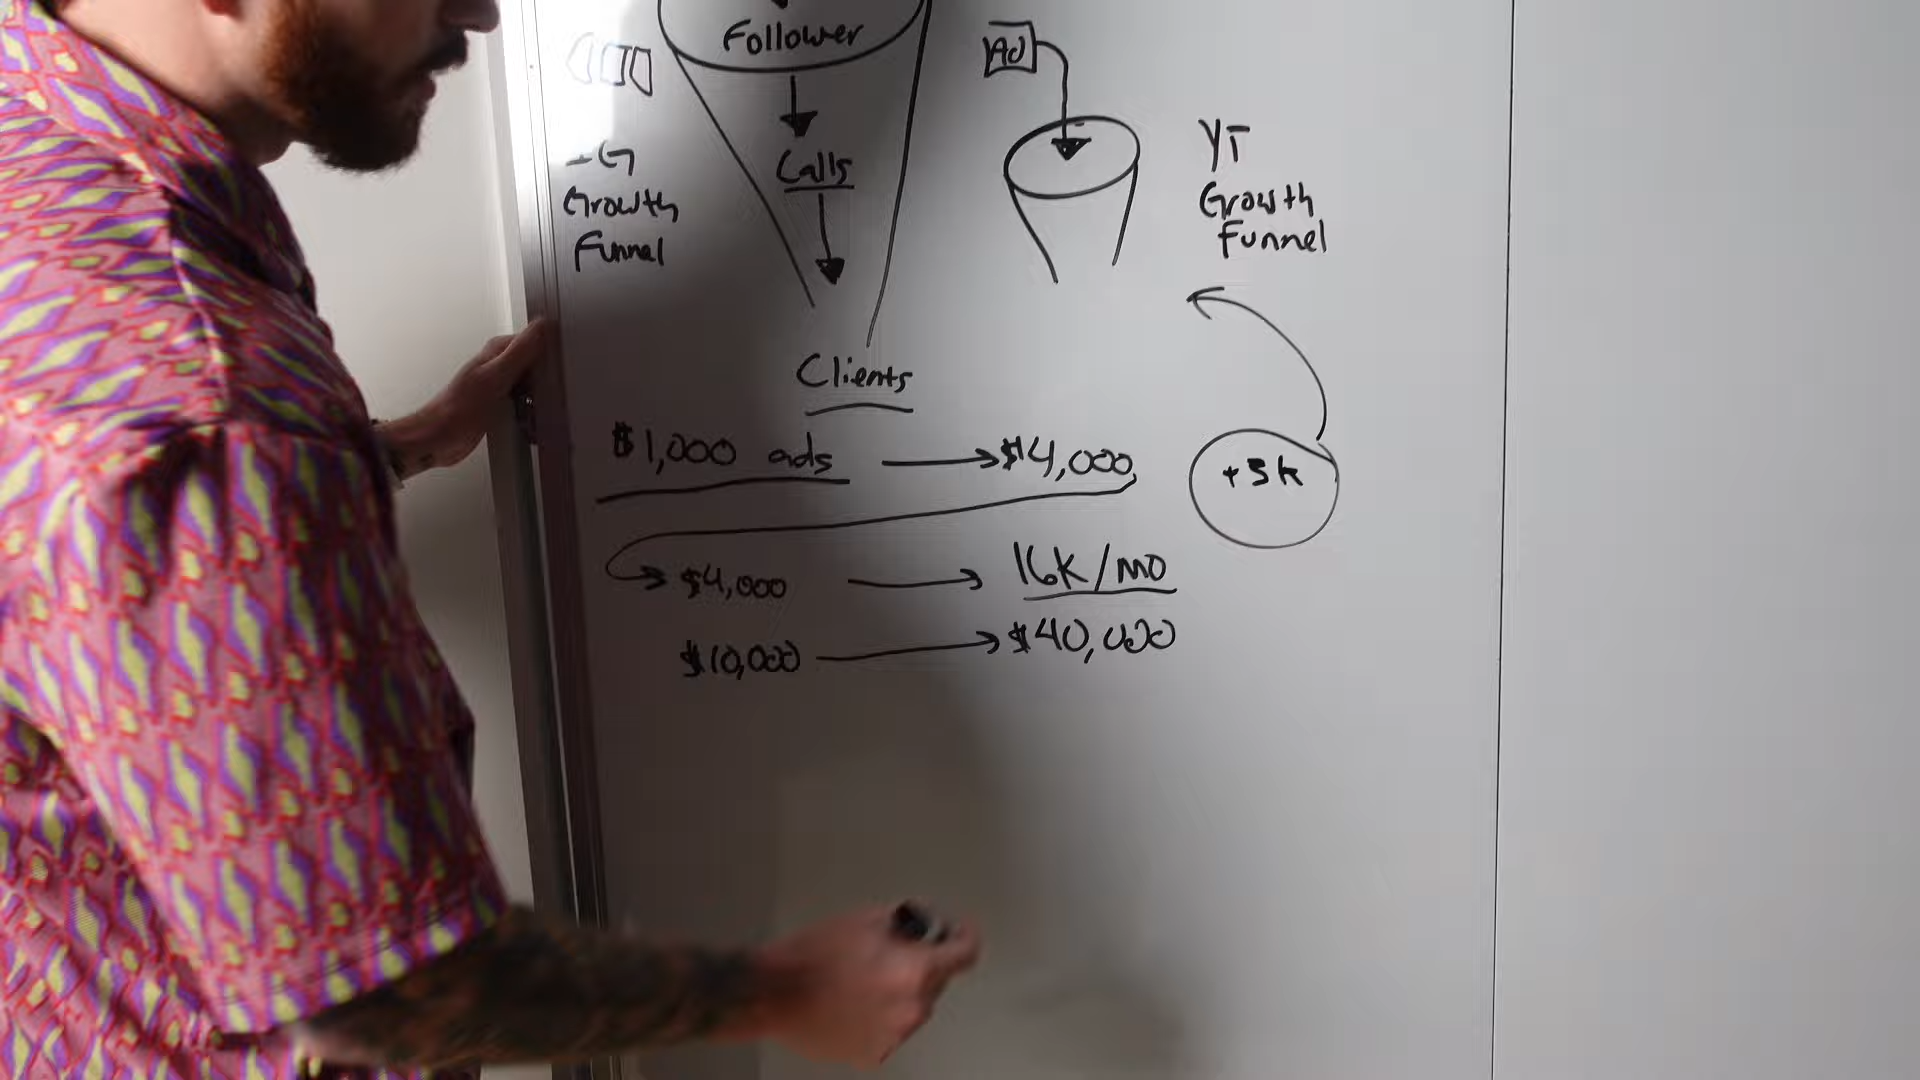 Follower
Calls
Clients
IG
Growth
Funnel
Ad
YT
Growth
Funnel
$1,000 ads → $4,000
+3k
$4,000 → 16k/mo
$10,000 → $40,000